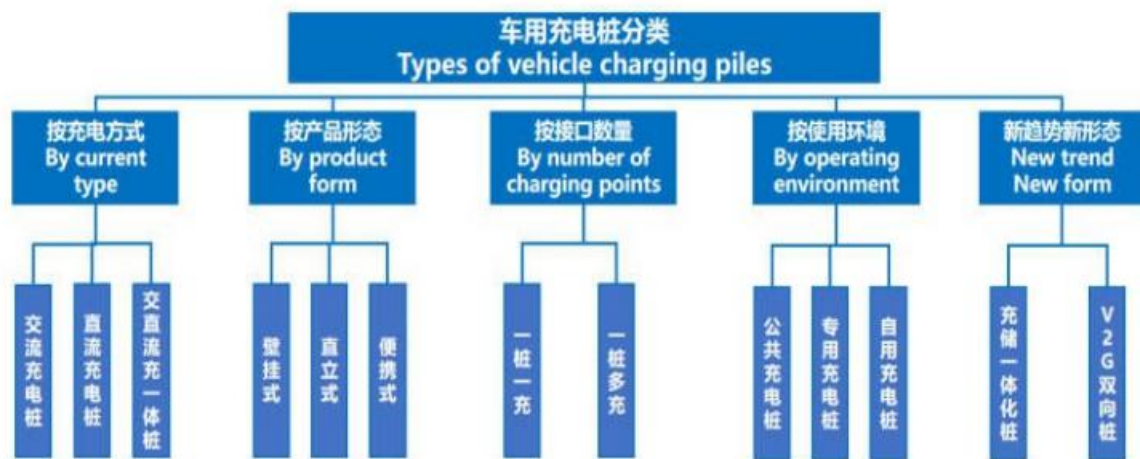 车用充电桩分类
Types of vehicle charging piles
按充电方式
By current
type
按产品形态
By product
form
按接口数量
By number of
charging points
按使用环境
By operating
environment
新趋势新形态
New trend
New form
交流充电桩
直流充电桩
交直流充一体桩
壁挂式
直立式
便携式
一桩一充
一桩多充
公共充电桩
专用充电桩
自用充电桩
充储一体化桩
V2G双向桩